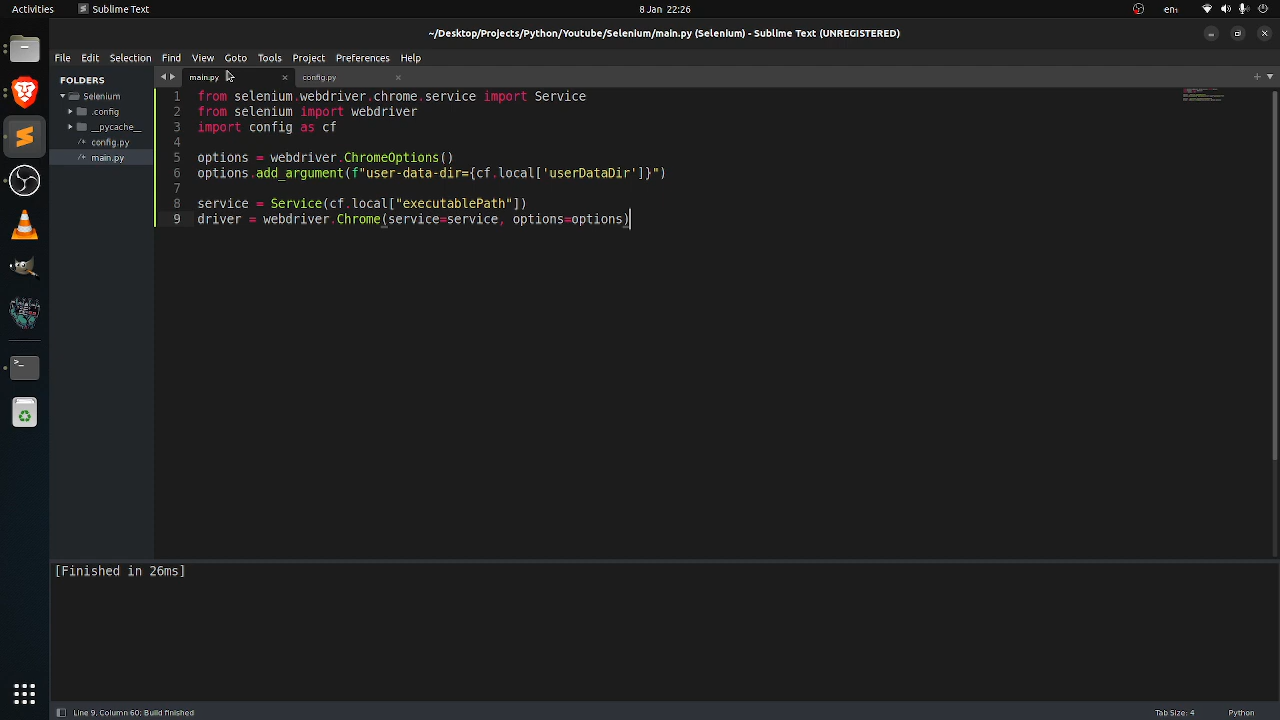 Activities
Sublime Text
8 Jan 22:26
en₁
~/Desktop/Projects/Python/Youtube/Selenium/main.py (Selenium) - Sublime Text (UNREGISTERED)
File Edit Selection Find View Goto Tools Project Preferences Help
FOLDERS
Selenium
.config
__pycache__
config.py
main.py
main.py
config.py
1 from selenium.webdriver.chrome.service import Service
2 from selenium import webdriver
3 import config as cf
4
5 options = webdriver.ChromeOptions()
6 options.add_argument(f"user-data-dir={cf.local['userDataDir']}")
7
8 service = Service(cf.local["executablePath"])
9 driver = webdriver.Chrome(service=service, options=options)
[Finished in 26ms]
Line 9, Column 60; Build finished
Tab Size: 4
Python